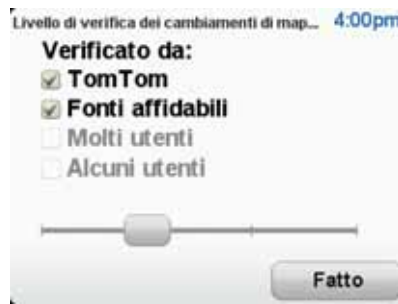 Livello di verifica dei cambiamenti di map... 4:00pm
Verificato da:
TomTom
Fonti affidabili
Molti utenti
Alcuni utenti
Fatto